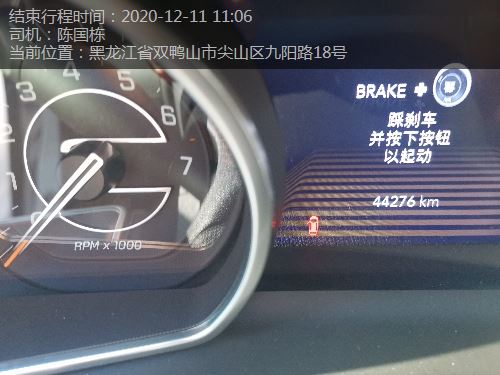 结束行程时间：2020-12-11 11:06
司机：陈国栋
当前位置：黑龙江省双鸭山市尖山区九阳路18号
BRAKE +
踩刹车
并按下按钮
以起动
44276 km
1
2
3
4
5
6
7
RPM x 1000